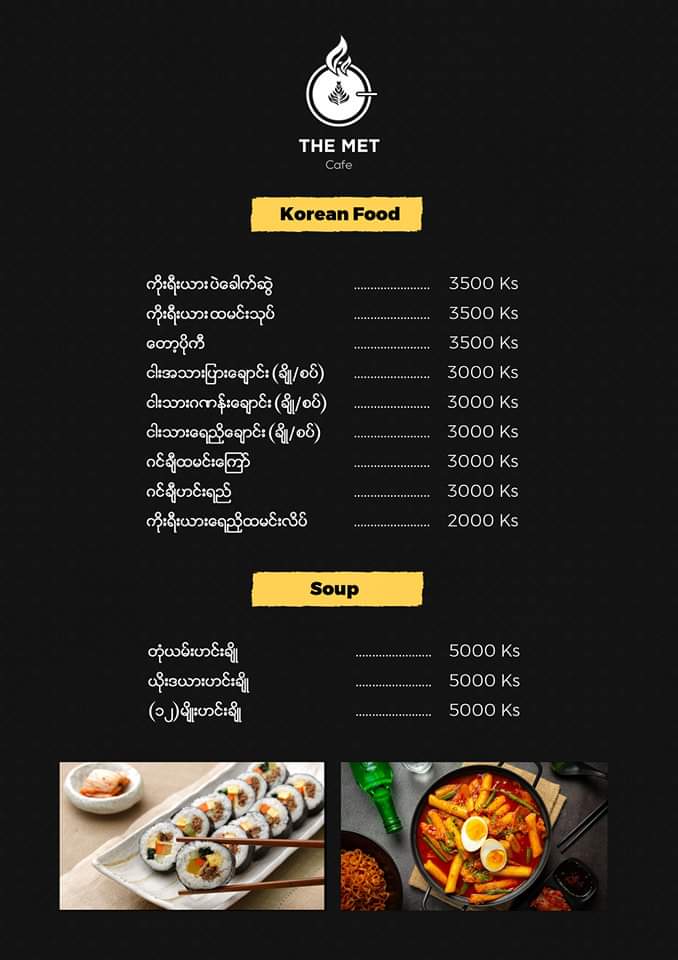 THE MET
Cafe
Korean Food
ကိုးရီးယားပဲခေါက်ဆွဲ ....................... 3500 Ks
ကိုးရီးယားထမင်းသုပ် ....................... 3500 Ks
တော့ပိုကီ ....................... 3500 Ks
ငါးအသားပြားချောင်း (ချို/စပ်) ....................... 3000 Ks
ငါးသားဂဏန်းချောင်း (ချို/စပ်) ....................... 3000 Ks
ငါးသားရေညှိချောင်း (ချို/စပ်) ....................... 3000 Ks
ဂင်ချီထမင်းကြော် ....................... 3000 Ks
ဂင်ချီဟင်းရည် ....................... 3000 Ks
ကိုးရီးယားရေညှိထမင်းလိပ် ....................... 2000 Ks
Soup
တုံယမ်းဟင်းချို ....................... 5000 Ks
ယိုးဒယားဟင်းချို ....................... 5000 Ks
(၁၂)မျိုးဟင်းချို ....................... 5000 Ks